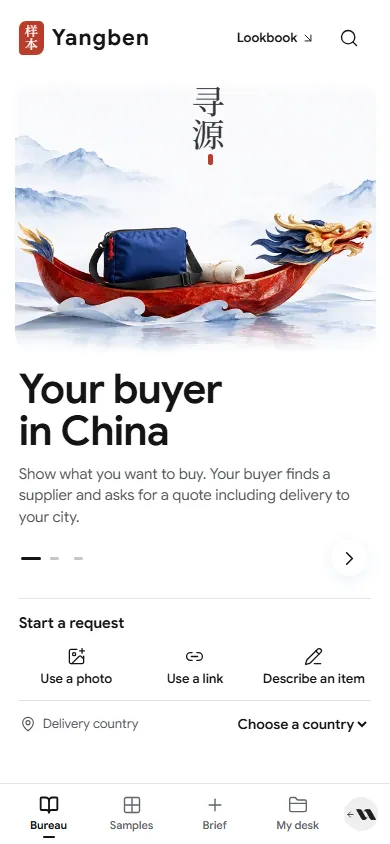 样本
Yangben
Lookbook
寻源
Your buyer
in China
Show what you want to buy. Your buyer finds a
supplier and asks for a quote including delivery to
your city.
Start a request
Use a photo
Use a link
Describe an item
Delivery country
Choose a country
Bureau
Samples
Brief
My desk